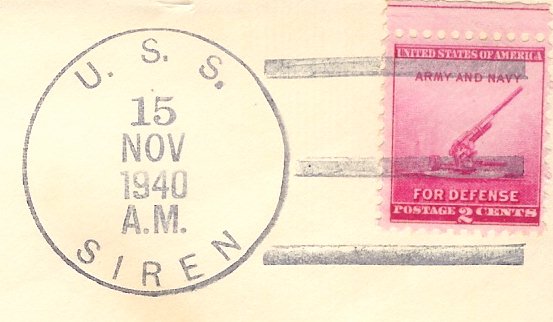 U. S. S.
15
NOV
1940
A.M.
SIREN
UNITED STATES OF AMERICA
ARMY AND NAVY
FOR DEFENSE
POSTAGE 2 CENTS